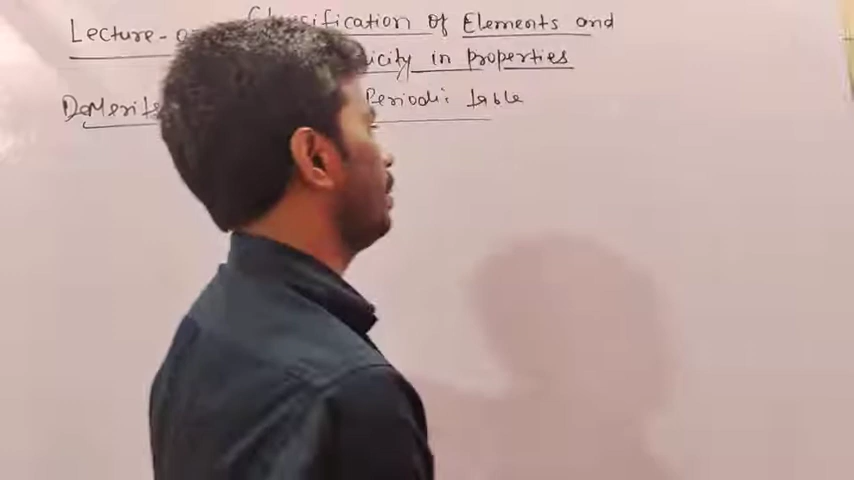 Lecture- Classification of Elements and
icity in properties
DeMerits Periodic table